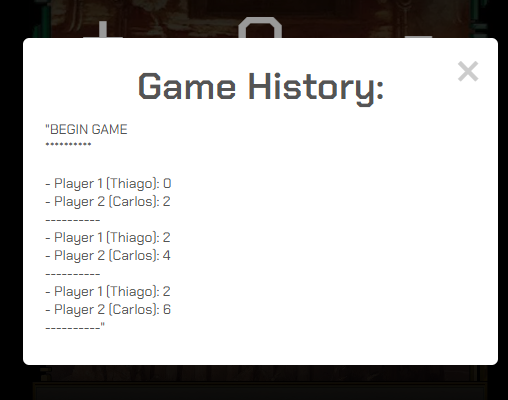 + 0 -
Game History:
×
"BEGIN GAME
**********
- Player 1 (Thiago): 0
- Player 2 (Carlos): 2
----------
- Player 1 (Thiago): 2
- Player 2 (Carlos): 4
----------
- Player 1 (Thiago): 2
- Player 2 (Carlos): 6
----------"